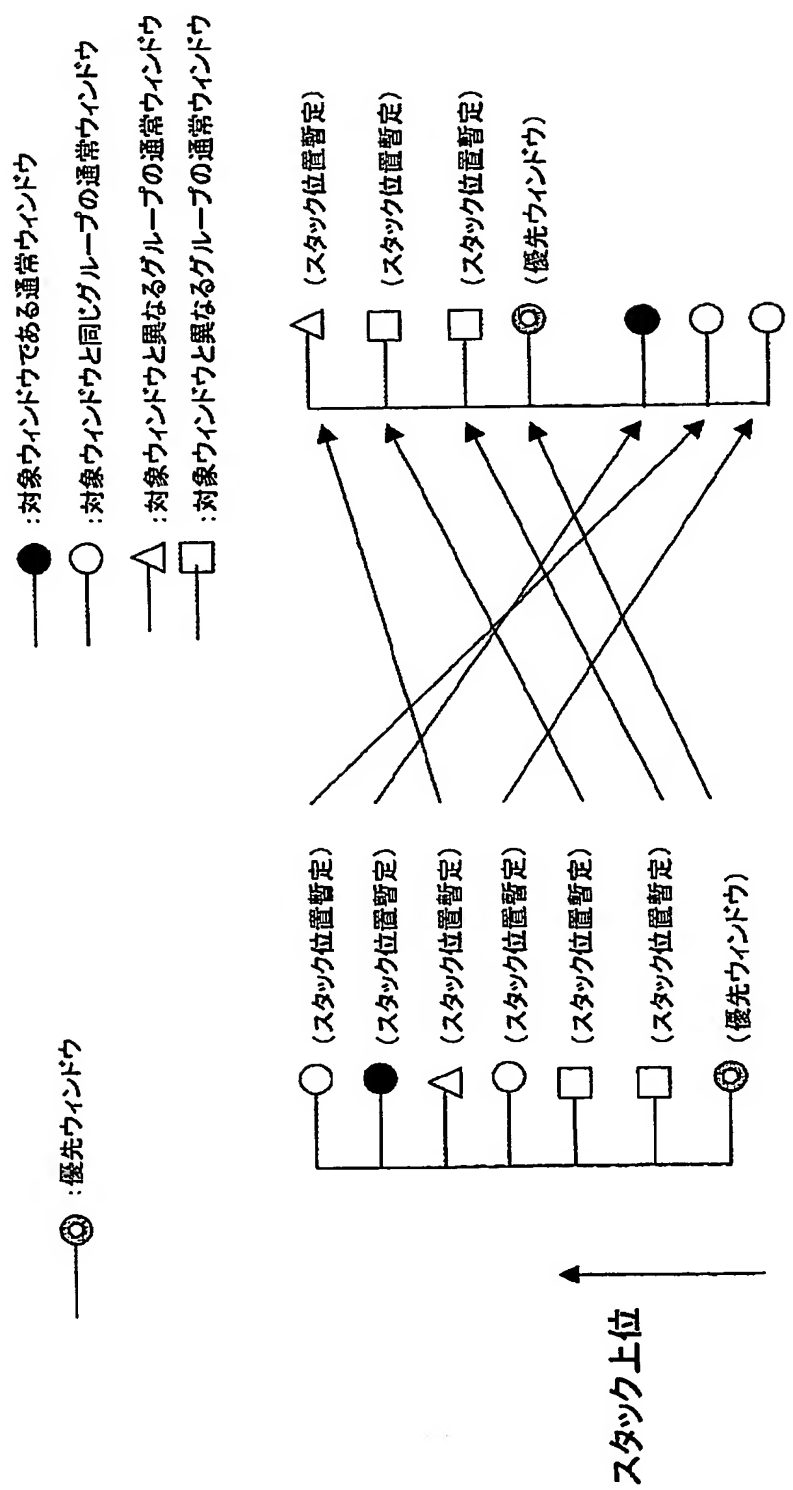 :優先ウィンドウ
:対象ウィンドウである通常ウィンドウ
:対象ウィンドウと同じグループの通常ウィンドウ
:対象ウィンドウと異なるグループの通常ウィンドウ
:対象ウィンドウと異なるグループの通常ウィンドウ
スタック上位
(スタック位置暫定)
(スタック位置暫定)
(スタック位置暫定)
(スタック位置暫定)
(スタック位置暫定)
(スタック位置暫定)
(優先ウィンドウ)
(スタック位置暫定)
(スタック位置暫定)
(スタック位置暫定)
(優先ウィンドウ)